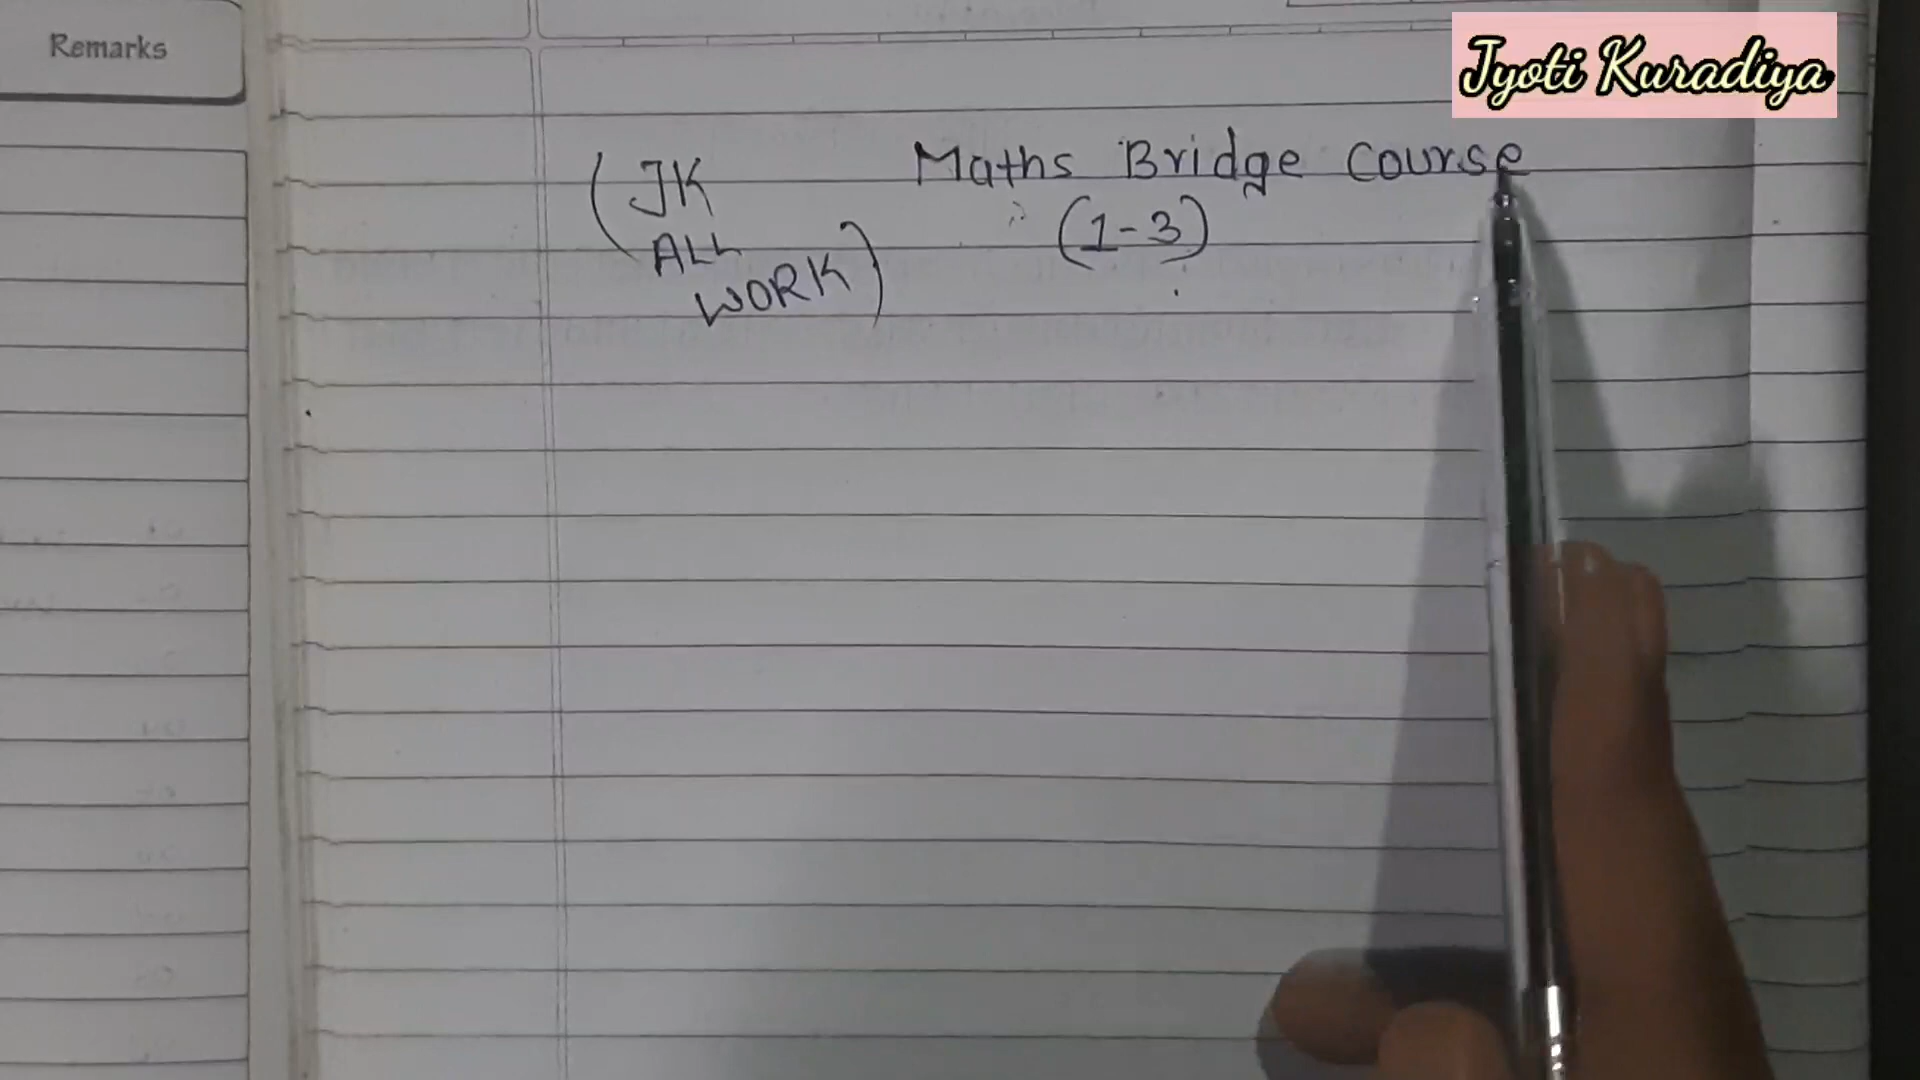 Remarks
Jyoti Kuradiya
Maths Bridge Course
(1-3)
(JK
ALL
WORK)